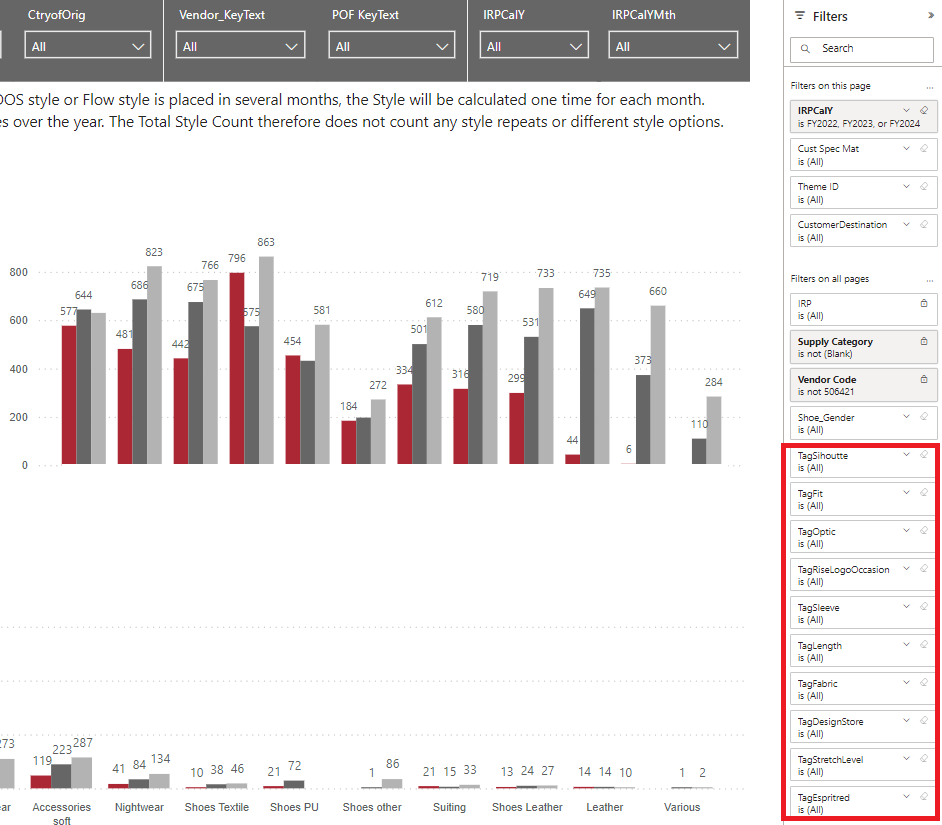 CtryofOrig
Vendor_KeyText
POF KeyText
IRPCalY
IRPCalYMth
All
All
All
All
All
OOS style or Flow style is placed in several months, the Style will be calculated one time for each month.
es over the year. The Total Style Count therefore does not count any style repeats or different style options.
800
600
400
200
0
577
644
481
686
823
442
675
766
796
575
863
454
581
184
272
334
501
612
316
580
719
299
531
733
44
649
735
6
373
660
110
284
273
119
223
287
41
84
134
10
38
46
21
72
1
86
21
15
33
13
24
27
14
14
10
1
2
ear
Accessories
soft
Nightwear
Shoes Textile
Shoes PU
Shoes other
Suiting
Shoes Leather
Leather
Various
Filters
»
Search
Filters on this page
...
IRPCalY
is FY2022, FY2023, or FY2024
Cust Spec Mat
is (All)
Theme ID
is (All)
CustomerDestination
is (All)
Filters on all pages
...
IRP
is (All)
Supply Category
is not (Blank)
Vendor Code
is not 506421
Shoe_Gender
is (All)
TagSihoutte
is (All)
TagFit
is (All)
TagOptic
is (All)
TagRiseLogoOccasion
is (All)
TagSleeve
is (All)
TagLength
is (All)
TagFabric
is (All)
TagDesignStore
is (All)
TagStretchLevel
is (All)
TagEspritred
is (All)